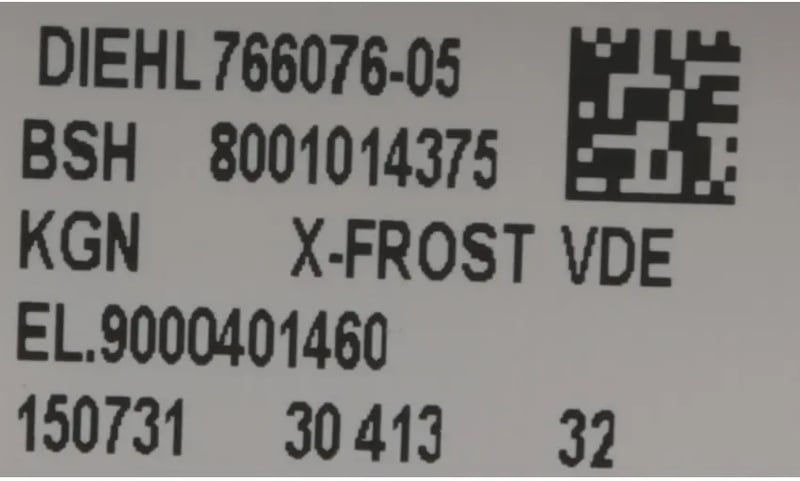 DIEHL 766076-05
BSH 8001014375
KGN X-FROST VDE
EL.9000401460
150731 30 413 32